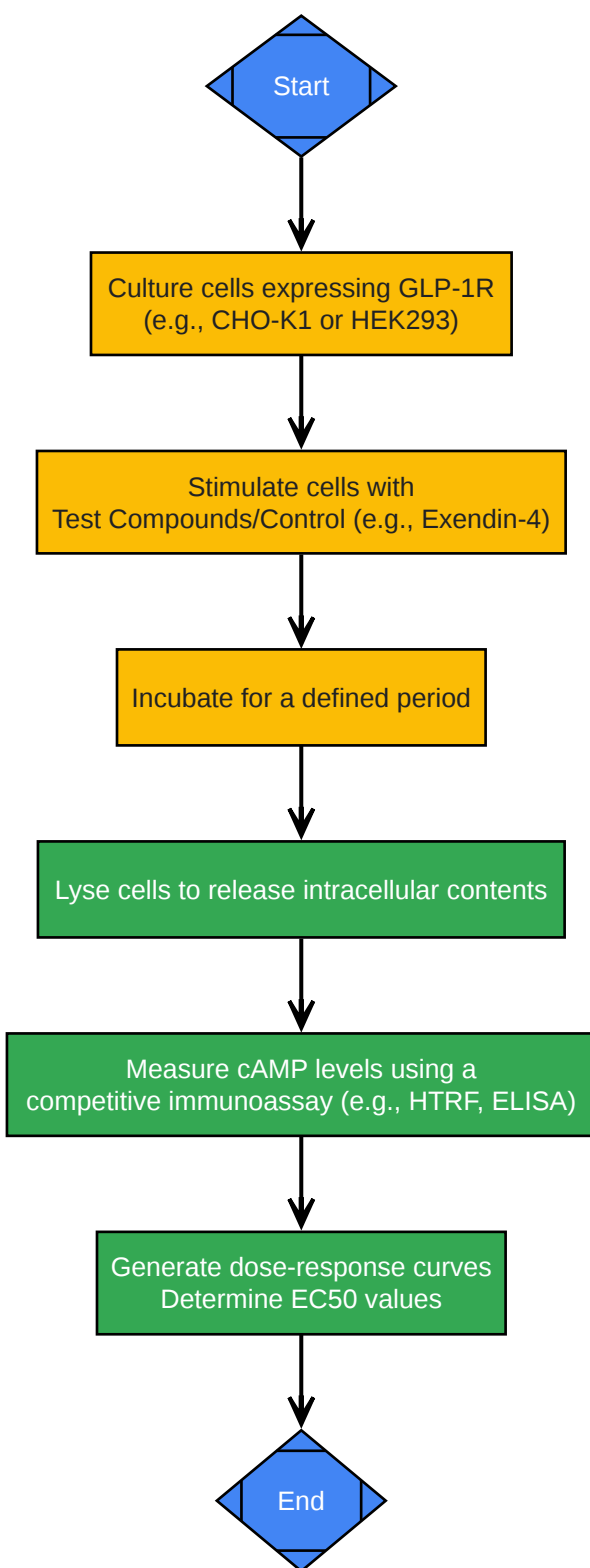 Start
Culture cells expressing GLP-1R
(e.g., CHO-K1 or HEK293)
Stimulate cells with
Test Compounds/Control (e.g., Exendin-4)
Incubate for a defined period
Lyse cells to release intracellular contents
Measure cAMP levels using a
competitive immunoassay (e.g., HTRF, ELISA)
Generate dose-response curves
Determine EC50 values
End